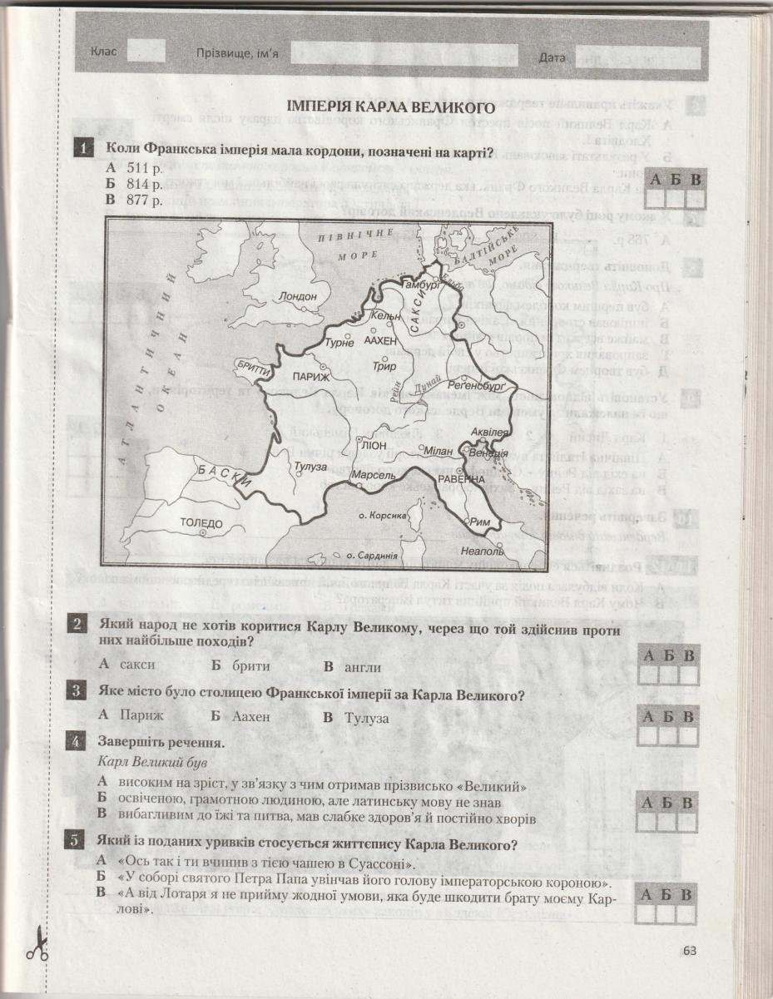 Клас
Прізвище, ім'я
Дата
ІМПЕРІЯ КАРЛА ВЕЛИКОГО
1 Коли Франкська імперія мала кордони, позначені на карті?
А 511 р.
Б 814 р.
В 877 р.
А Б В
ПІВНІЧНЕ
МОРЕ
БАЛТІЙСЬКЕ
МОРЕ
АТЛАНТИЧНИЙ
ОКЕАН
Гамбург
Ельба
САКСИ
Лондон
Кельн
Турне
ААХЕН
БРИТТИ
ПАРИЖ
Трир
Рейн
Дунай
Реґенсбурґ
Аквілея
ЛІОН
Мілан
Венеція
БАСКИ
Тулуза
Марсель
РАВЕННА
ТОЛЕДО
о. Корсика
Рим
о. Сардинія
Неаполь
2 Який народ не хотів коритися Карлу Великому, через що той здійснив проти
них найбільше походів?
А сакси Б брити В англи
А Б В
3 Яке місто було столицею Франкської імперії за Карла Великого?
А Париж Б Аахен В Тулуза
А Б В
4 Завершіть речення.
Карл Великий був
А високим на зріст, у зв'язку з чим отримав прізвисько «Великий»
Б освіченою, грамотною людиною, але латинську мову не знав
В вибагливим до їжі та питва, мав слабке здоров'я й постійно хворів
А Б В
5 Який із поданих уривків стосується життєпису Карла Великого?
А «Ось так і ти вчинив з тією чашею в Суассоні».
Б «У соборі святого Петра Папа увінчав його голову імператорською короною».
В «А від Лотаря я не прийму жодної умови, яка буде шкодити брату моєму Кар-
лові».
А Б В
63